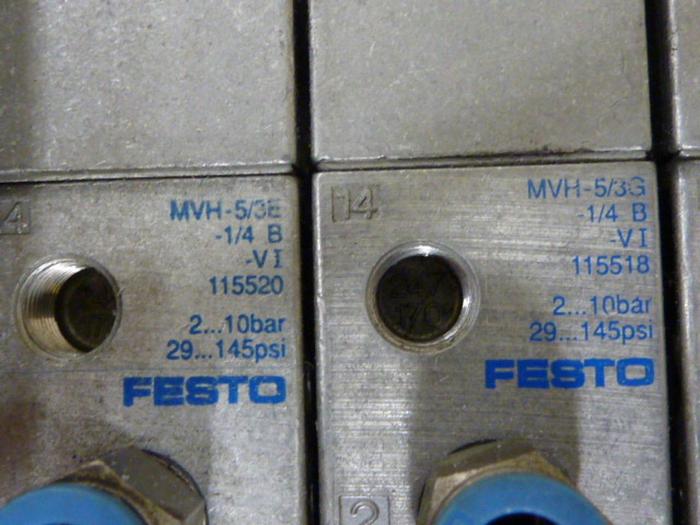 4
MVH-5/3E
-1/4 B
-VI
115520
2...10bar
29...145psi
FESTO
14
MVH-5/3G
-1/4 B
-VI
115518
2...10bar
29...145psi
FESTO
2